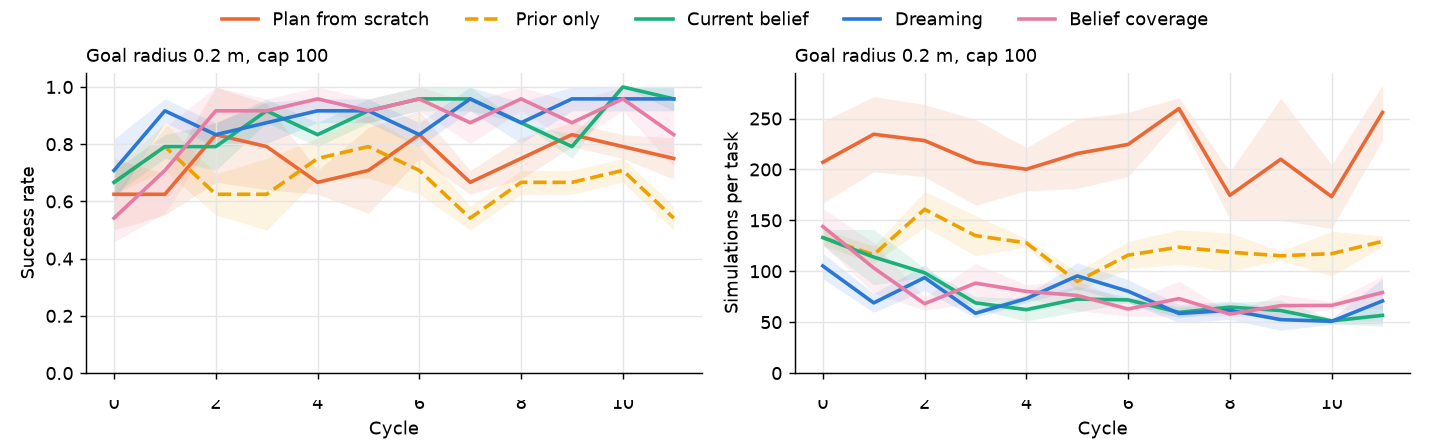 Plan from scratch Prior only Current belief Dreaming Belief coverage
Goal radius 0.2 m, cap 100
1.0
0.8
0.6
0.4
0.2
0.0
Success rate
0 2 4 6 8 10
Cycle
Goal radius 0.2 m, cap 100
250
200
150
100
50
0
Simulations per task
0 2 4 6 8 10
Cycle